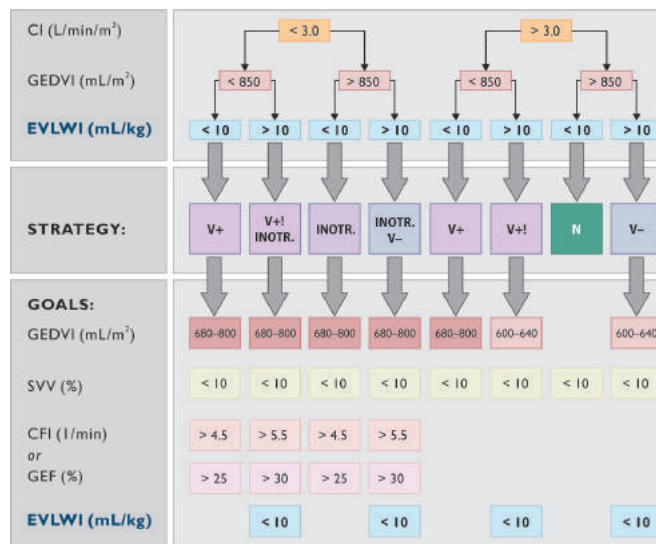 CI (L/min/m²) < 3.0 > 3.0
GEDVI (mL/m²) < 850 > 850 < 850 > 850
EVLWI (mL/kg) < 10 > 10 < 10 > 10 < 10 > 10 < 10 > 10
STRATEGY: V+ V+! INOTR. INOTR. INOTR. V– V+ V+! N V–
GOALS:
GEDVI (mL/m²) 680–800 680–800 680–800 680–800 680–800 600–640 600–640
SVV (%) < 10 < 10 < 10 < 10 < 10 < 10 < 10 < 10
CFI (1/min) > 4.5 > 5.5 > 4.5 > 5.5
or
GEF (%) > 25 > 30 > 25 > 30
EVLWI (mL/kg) < 10 < 10 < 10 < 10